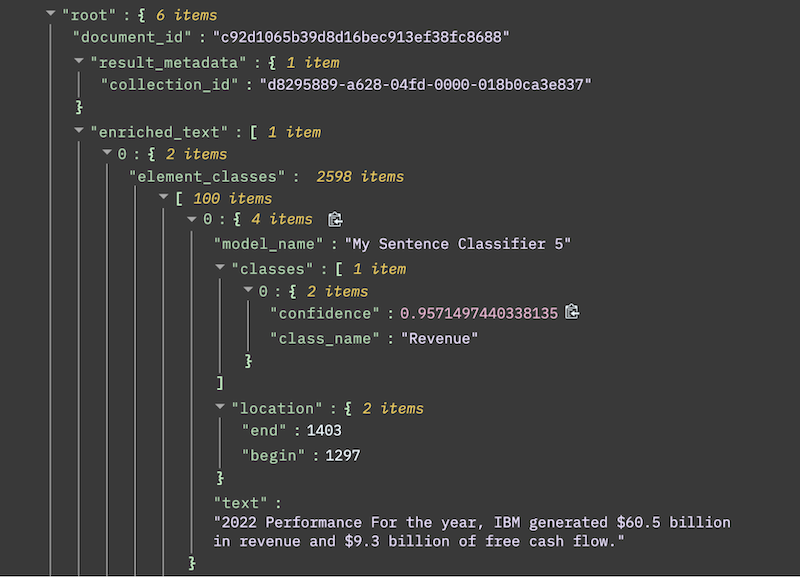 "root" : { 6 items
"document_id" : "c92d1065b39d8d16bec913ef38fc8688"
"result_metadata" : { 1 item
"collection_id" : "d8295889-a628-04fd-0000-018b0ca3e837"
}
"enriched_text" : [ 1 item
0 : { 2 items
"element_classes" : 2598 items
[ 100 items
0 : { 4 items
"model_name" : "My Sentence Classifier 5"
"classes" : [ 1 item
0 : { 2 items
"confidence" : 0.9571497440338135
"class_name" : "Revenue"
}
]
"location" : { 2 items
"end" : 1403
"begin" : 1297
}
"text" :
"2022 Performance For the year, IBM generated $60.5 billion
in revenue and $9.3 billion of free cash flow."
}